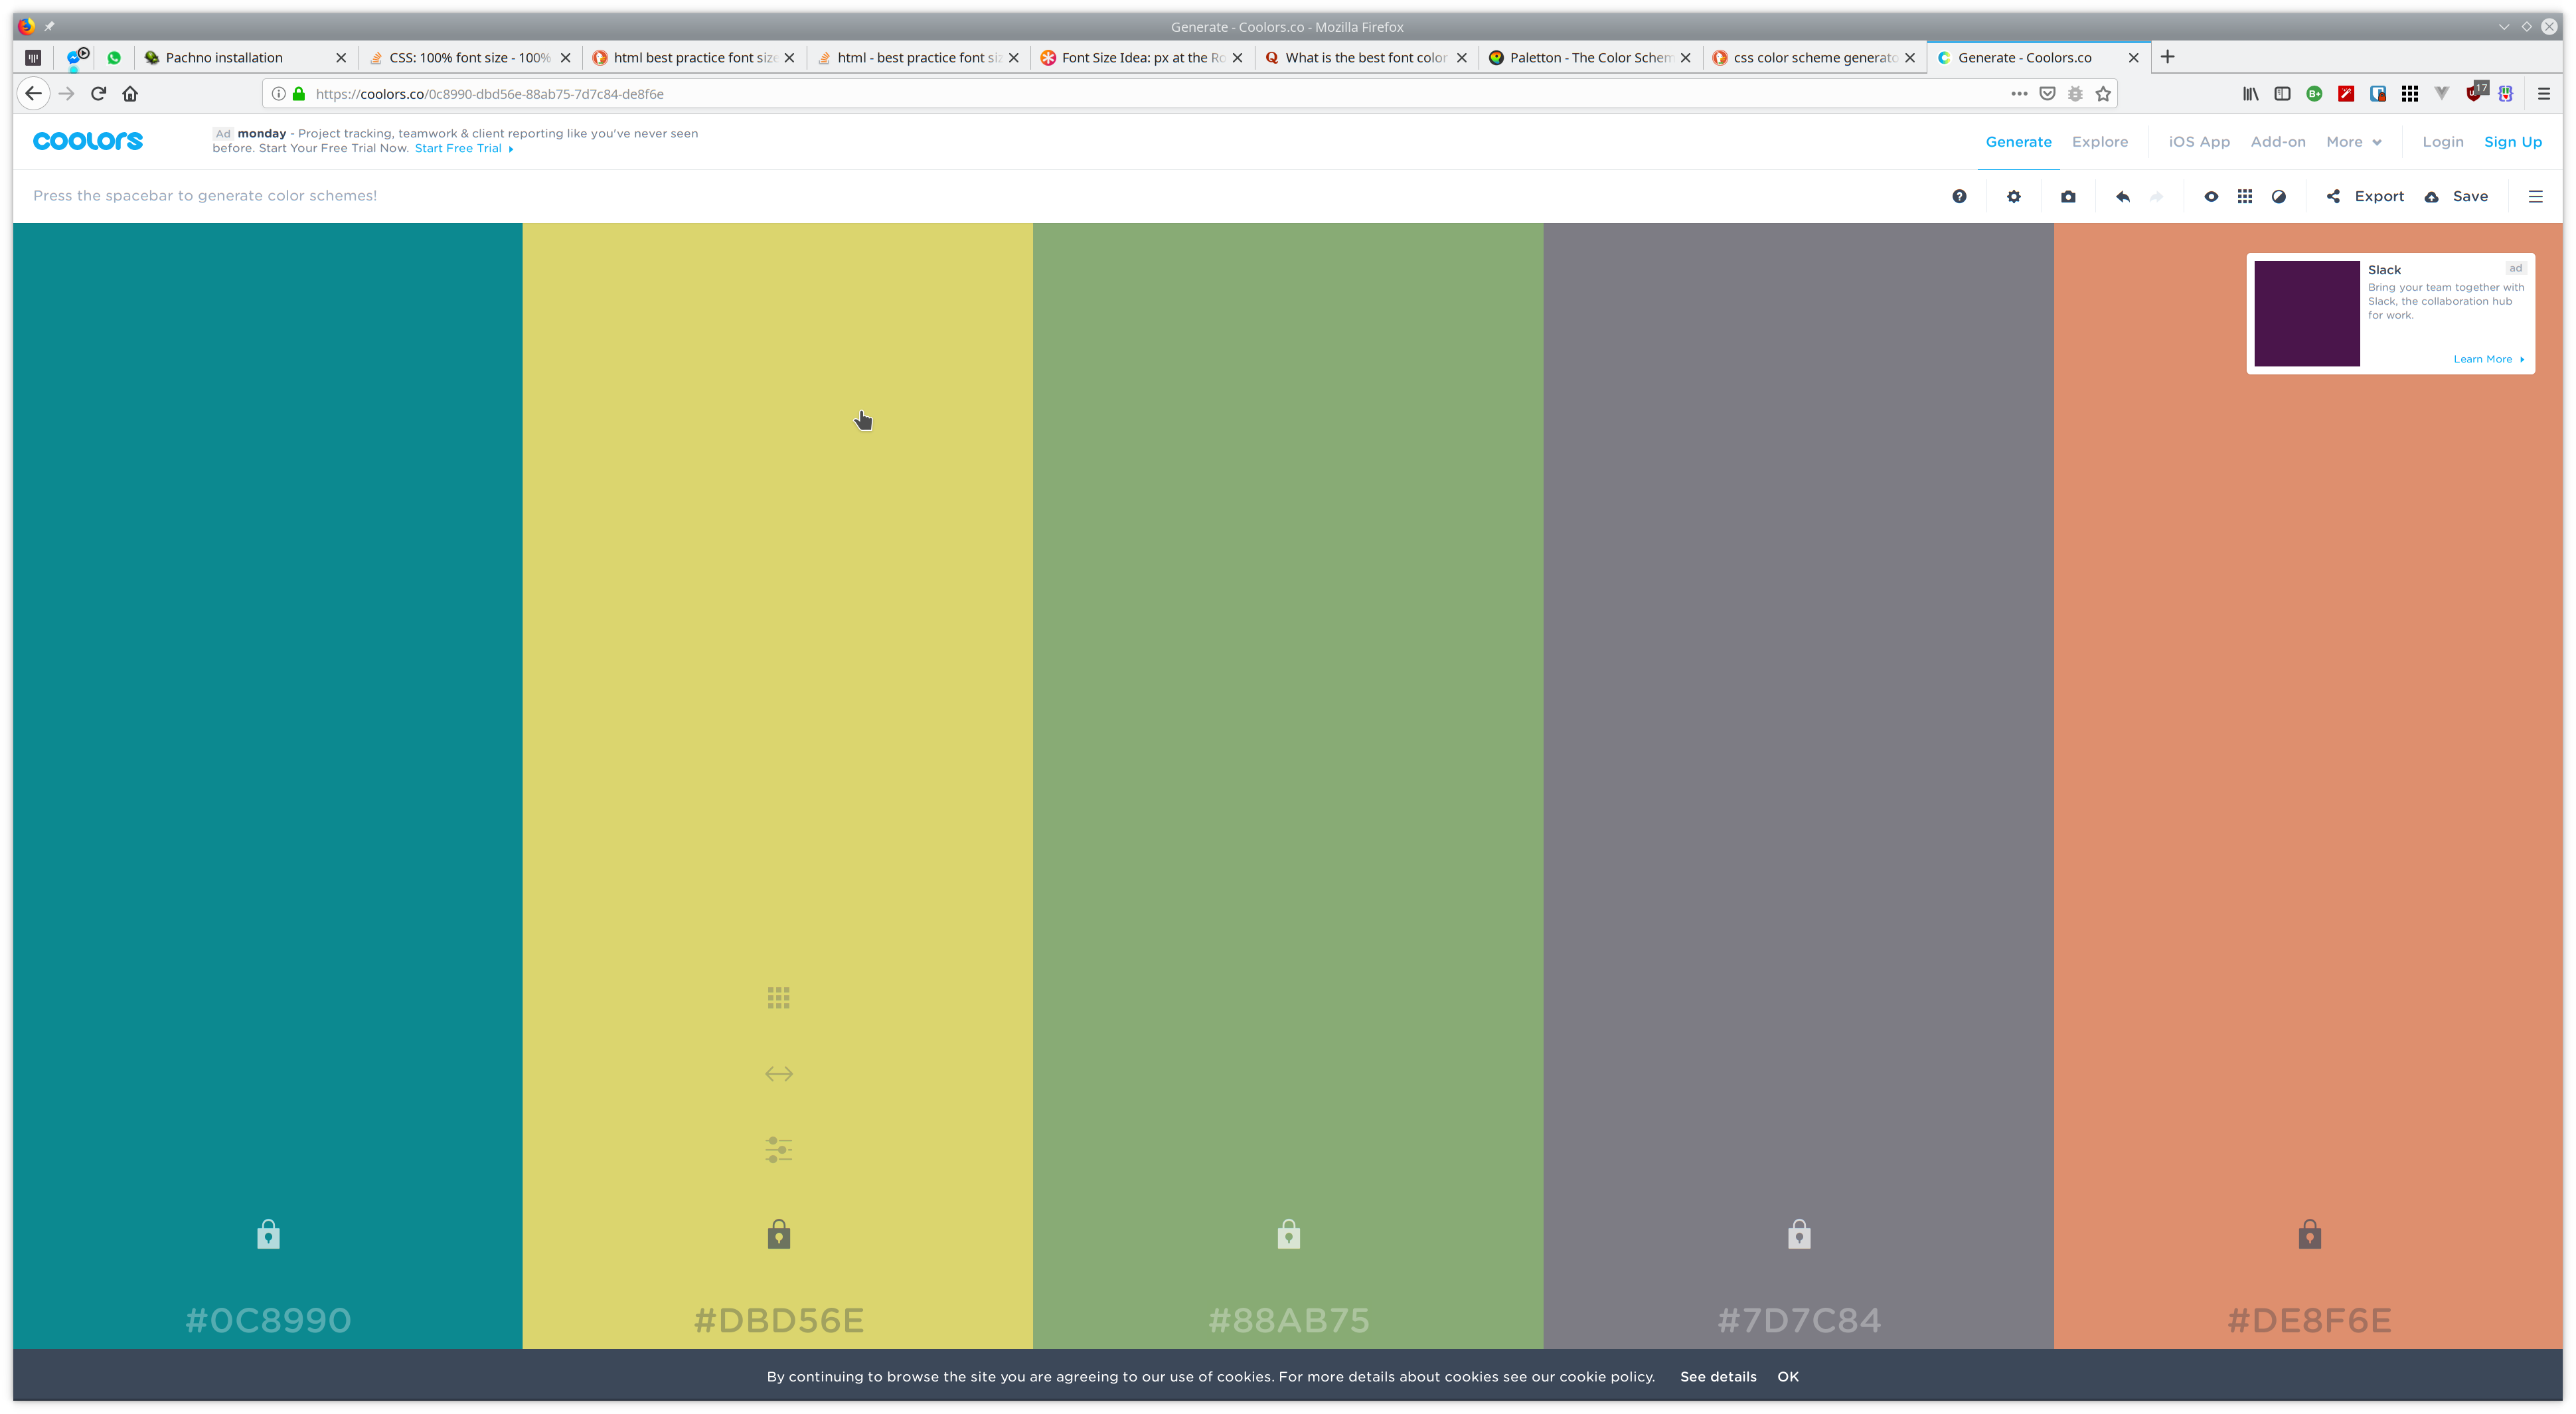 Generate - Coolors.co - Mozilla Firefox
Pachno installation
CSS: 100% font size - 100%
html best practice font size
html - best practice font siz
Font Size Idea: px at the Ro
What is the best font color
Paletton - The Color Schem
css color scheme generato
Generate - Coolors.co
https://coolors.co/0c8990-dbd56e-88ab75-7d7c84-de8f6e
17
coolors
Ad monday - Project tracking, teamwork & client reporting like you've never seen
before. Start Your Free Trial Now. Start Free Trial
Generate
Explore
iOS App
Add-on
More
Login
Sign Up
Press the spacebar to generate color schemes!
Export
Save
Slack
ad
Bring your team together with
Slack, the collaboration hub
for work.
Learn More
#0C8990
#DBD56E
#88AB75
#7D7C84
#DE8F6E
By continuing to browse the site you are agreeing to our use of cookies. For more details about cookies see our cookie policy.
See details
OK